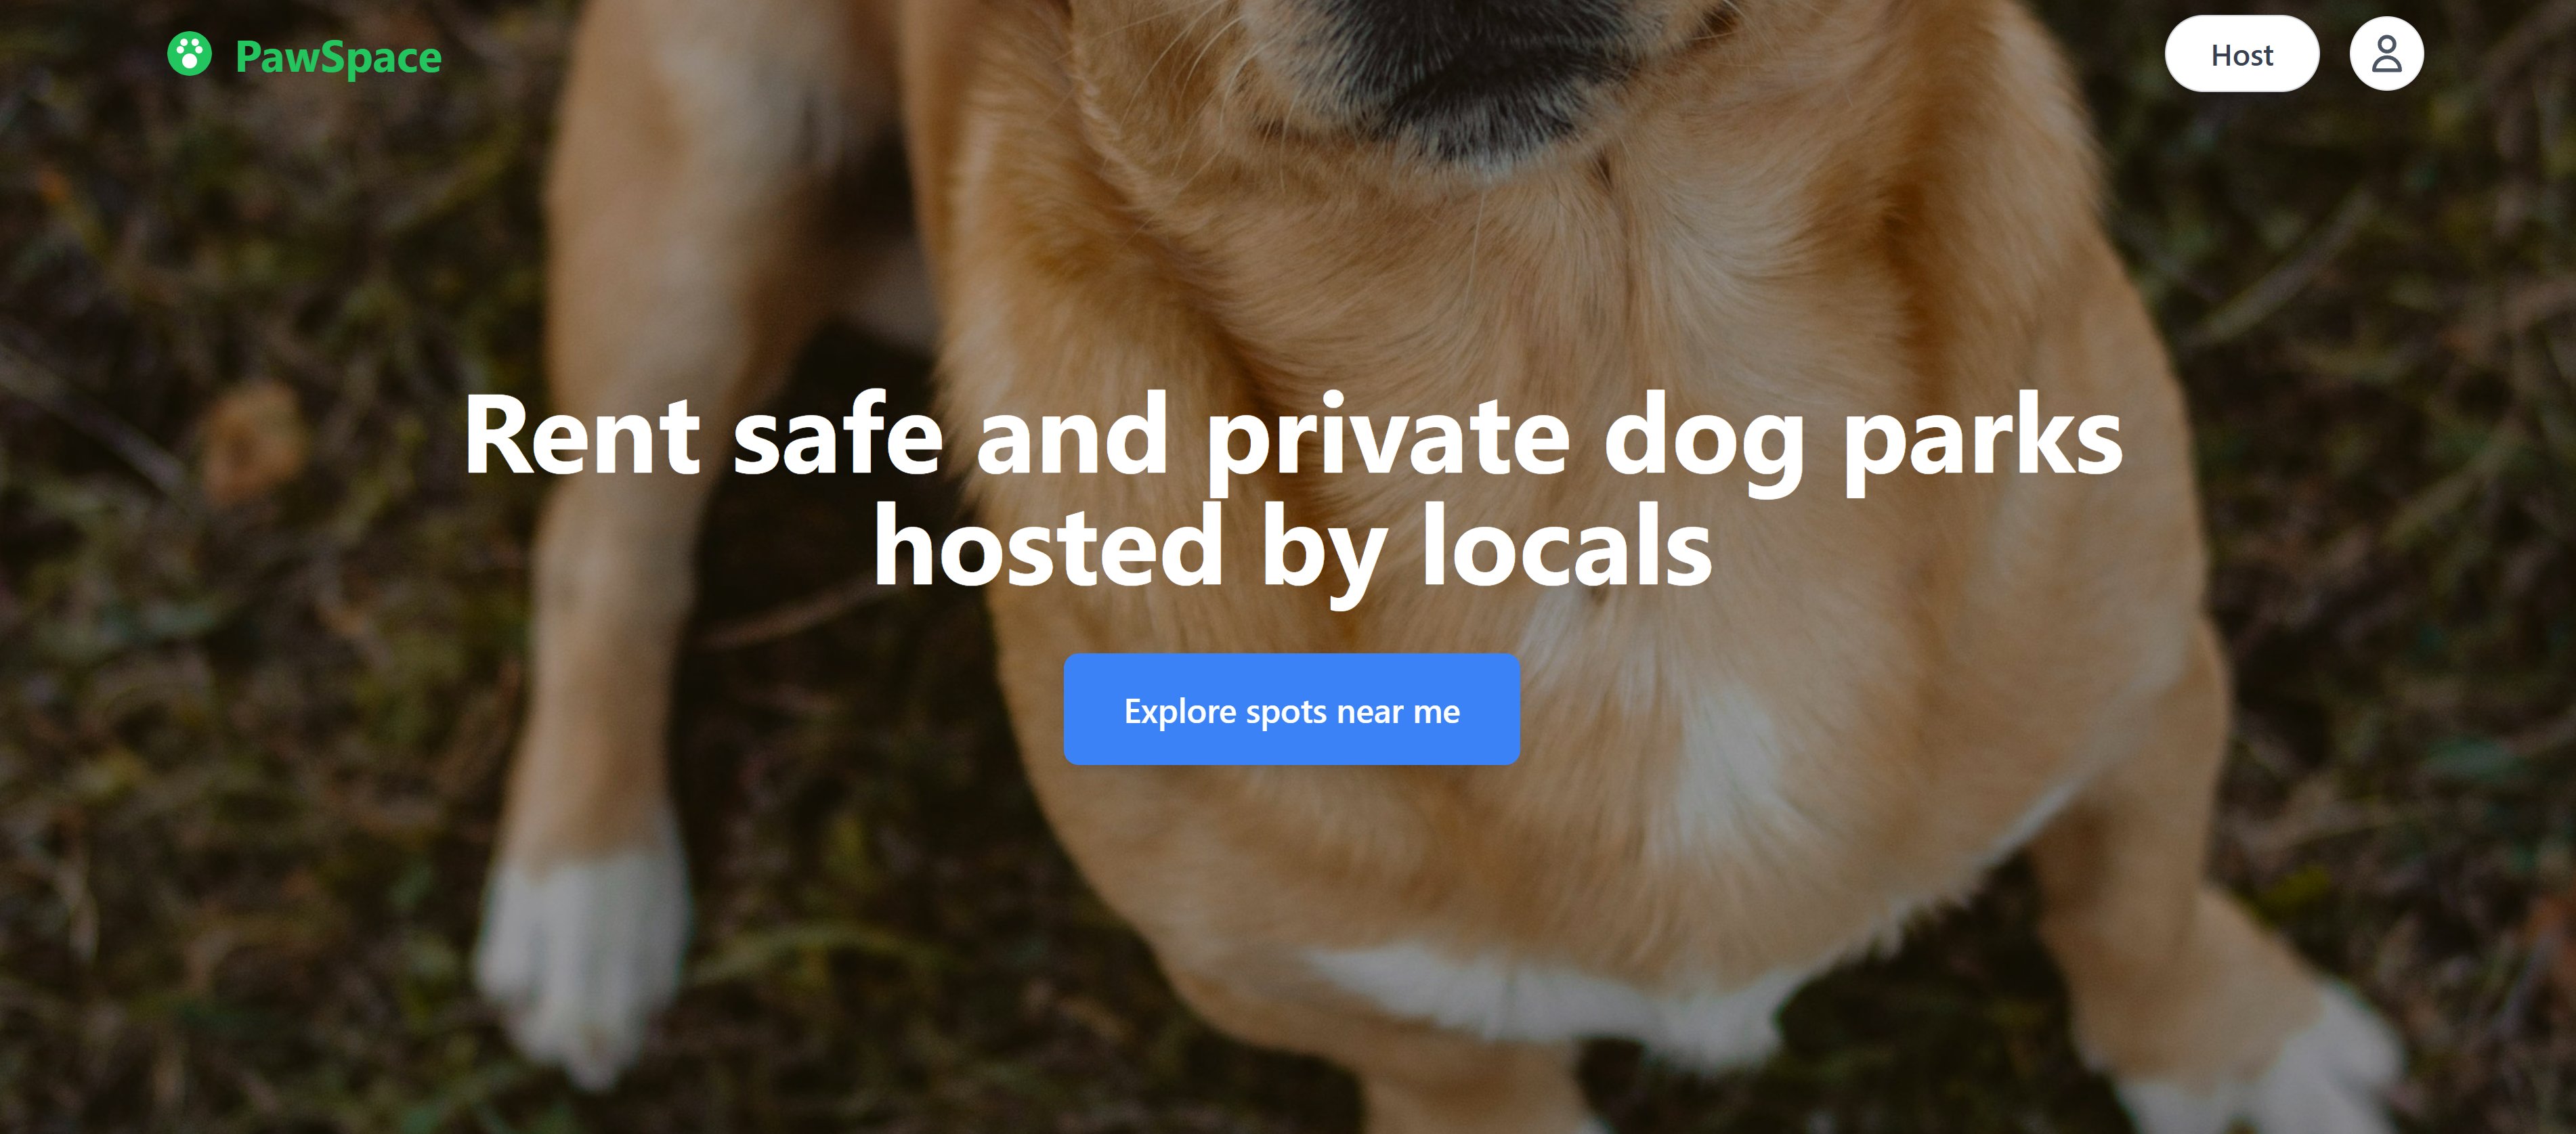 PawSpace
Host
Rent safe and private dog parks
hosted by locals
Explore spots near me